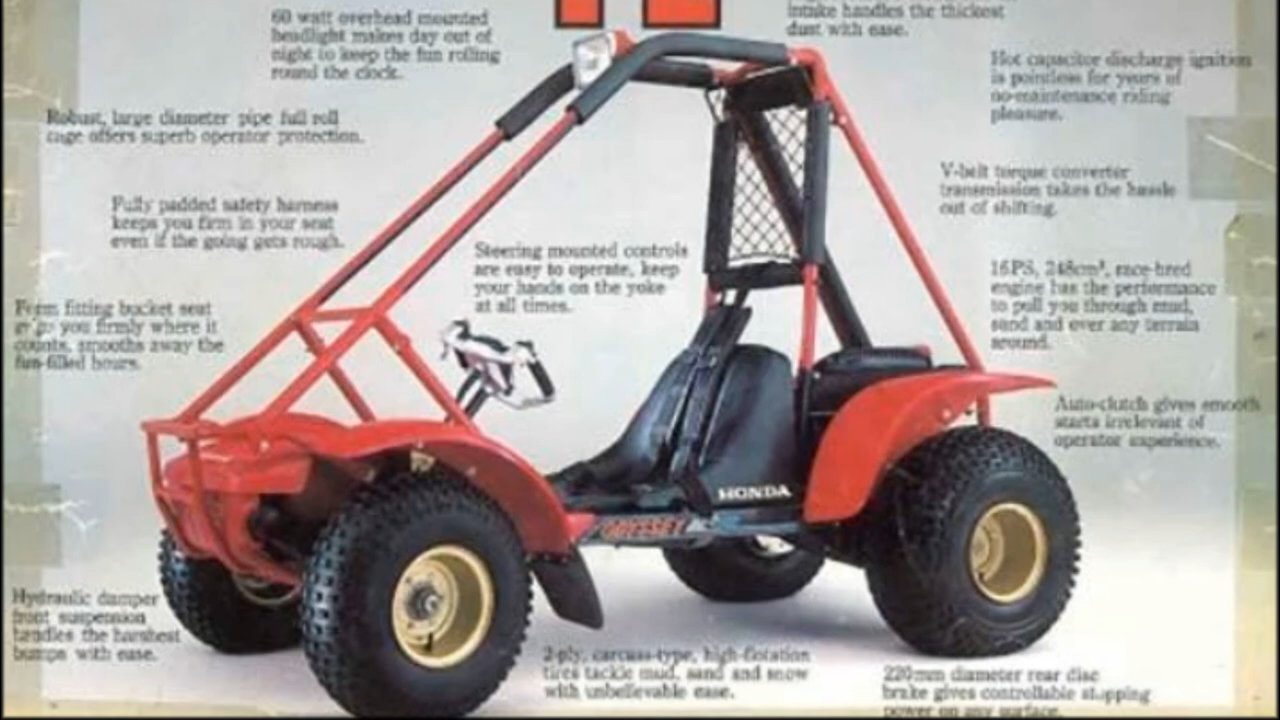 60 watt overhead mounted
headlight makes day out of
night to keep the fun rolling
round the clock.
intake handles the thickest
dust with ease.
Hot capacitor discharge ignition
is pointless for years of
no-maintenance riding
pleasure.
Robust, large diameter pipe full roll
cage offers superb operator protection.
V-belt torque converter
transmission takes the hassle
out of shifting.
Fully padded safety harness
keeps you firm in your seat
even if the going gets rough.
Steering mounted controls
are easy to operate, keep
your hands on the yoke
at all times.
16PS, 248cm³, race-bred
engine has the performance
to pull you through mud,
sand and over any terrain
around.
Form fitting bucket seat
you firmly where it
counts, smooths away the
fun-filled hours.
Auto-clutch gives smooth
starts irrelevant of
operator experience.
HONDA
ODYSSEY
Hydraulic damper
front suspension
handles the harshest
bumps with ease.
2-ply, carcass-type, high-flotation
tires tackle mud, sand and snow
with unbelievable ease.
220mm diameter rear disc
brake gives controllable stopping
power on any surface.